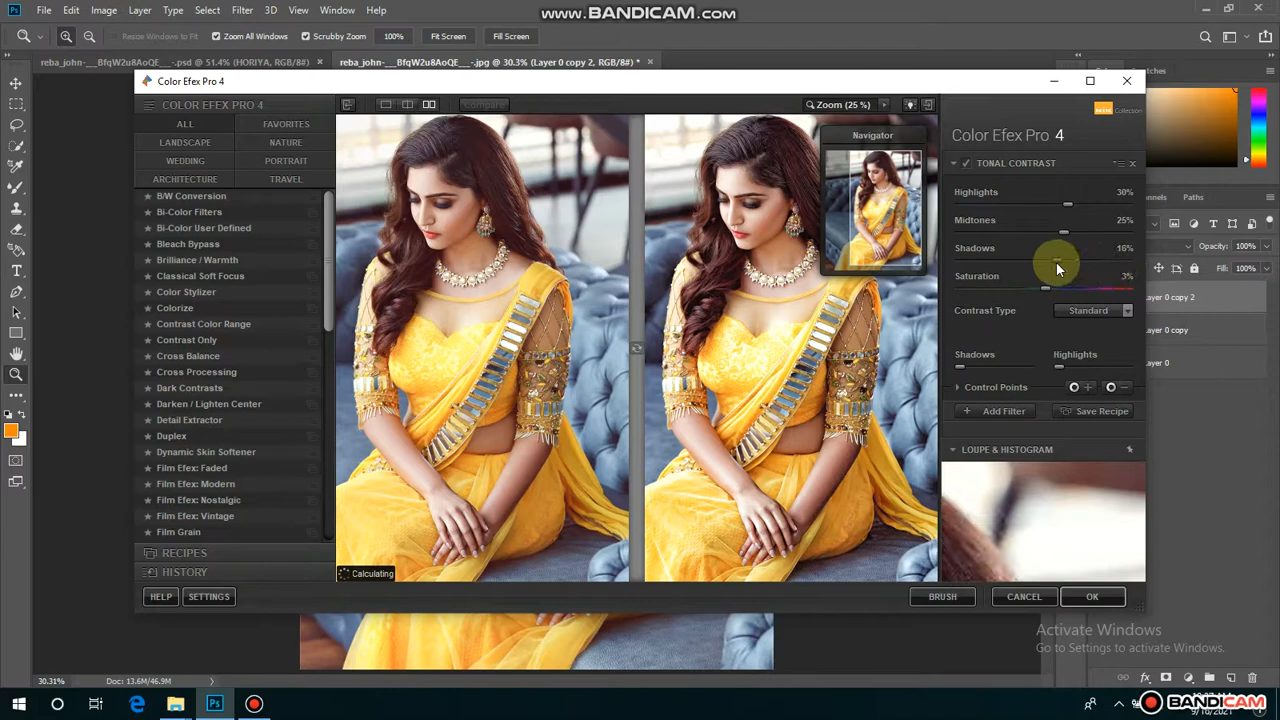 www.BANDICAM.com
Ps File Edit Image Layer Type Select Filter 3D View Window Help
Resize Windows to Fit Zoom All Windows Scrubby Zoom 100% Fit Screen Fill Screen
reba_john-___BfqW2u8AoQE___-.psd @ 51.4% (HORIYA, RGB/8#) × reba_john-___BfqW2u8AoQE___-.jpg @ 30.3% (Layer 0 copy 2, RGB/8#) * ×
Color Efex Pro 4
COLOR EFEX PRO 4
Compare
Zoom (25 %)
Collection
ALL FAVORITES
LANDSCAPE NATURE
WEDDING PORTRAIT
ARCHITECTURE TRAVEL
B/W Conversion
Bi-Color Filters
Bi-Color User Defined
Bleach Bypass
Brilliance / Warmth
Classical Soft Focus
Color Stylizer
Colorize
Contrast Color Range
Contrast Only
Cross Balance
Cross Processing
Dark Contrasts
Darken / Lighten Center
Detail Extractor
Duplex
Dynamic Skin Softener
Film Efex: Faded
Film Efex: Modern
Film Efex: Nostalgic
Film Efex: Vintage
Film Grain
RECIPES
HISTORY
HELP SETTINGS
Calculating
Navigator
Color Efex Pro 4
TONAL CONTRAST
Highlights 30%
Midtones 25%
Shadows 16%
Saturation 3%
Contrast Type Standard
Shadows Highlights
Control Points
Add Filter Save Recipe
LOUPE & HISTOGRAM
BRUSH CANCEL OK
Paths
Opacity: 100%
Fill: 100%
ayer 0 copy 2
ayer 0 copy
ayer 0
Activate Windows
Go to Settings to activate Windows.
30.31% Doc: 13.6M/46.9M
Ps
BANDICAM